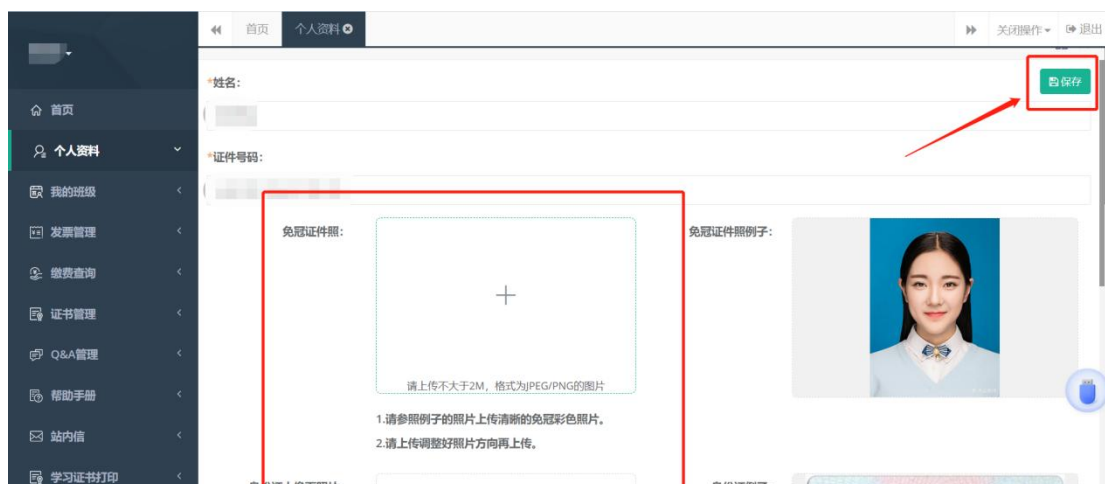 首页
个人资料
关闭操作
退出
*姓名：
保存
首页
个人资料
*证件号码：
我的班级
发票管理
免冠证件照：
免冠证件照例子：
缴费查询
证书管理
Q&A管理
请上传不大于2M，格式为JPEG/PNG的图片
帮助手册
1.请参照例子的照片上传清晰的免冠彩色照片。
2.请上传调整好照片方向再上传。
站内信
学习证书打印